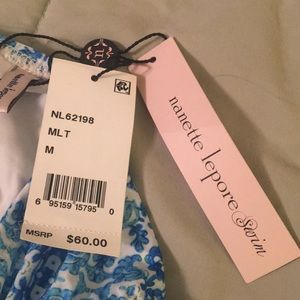 NL62198
MLT
M
6 95159 15795 0
MSRP $60.00
nanette lepore Swim